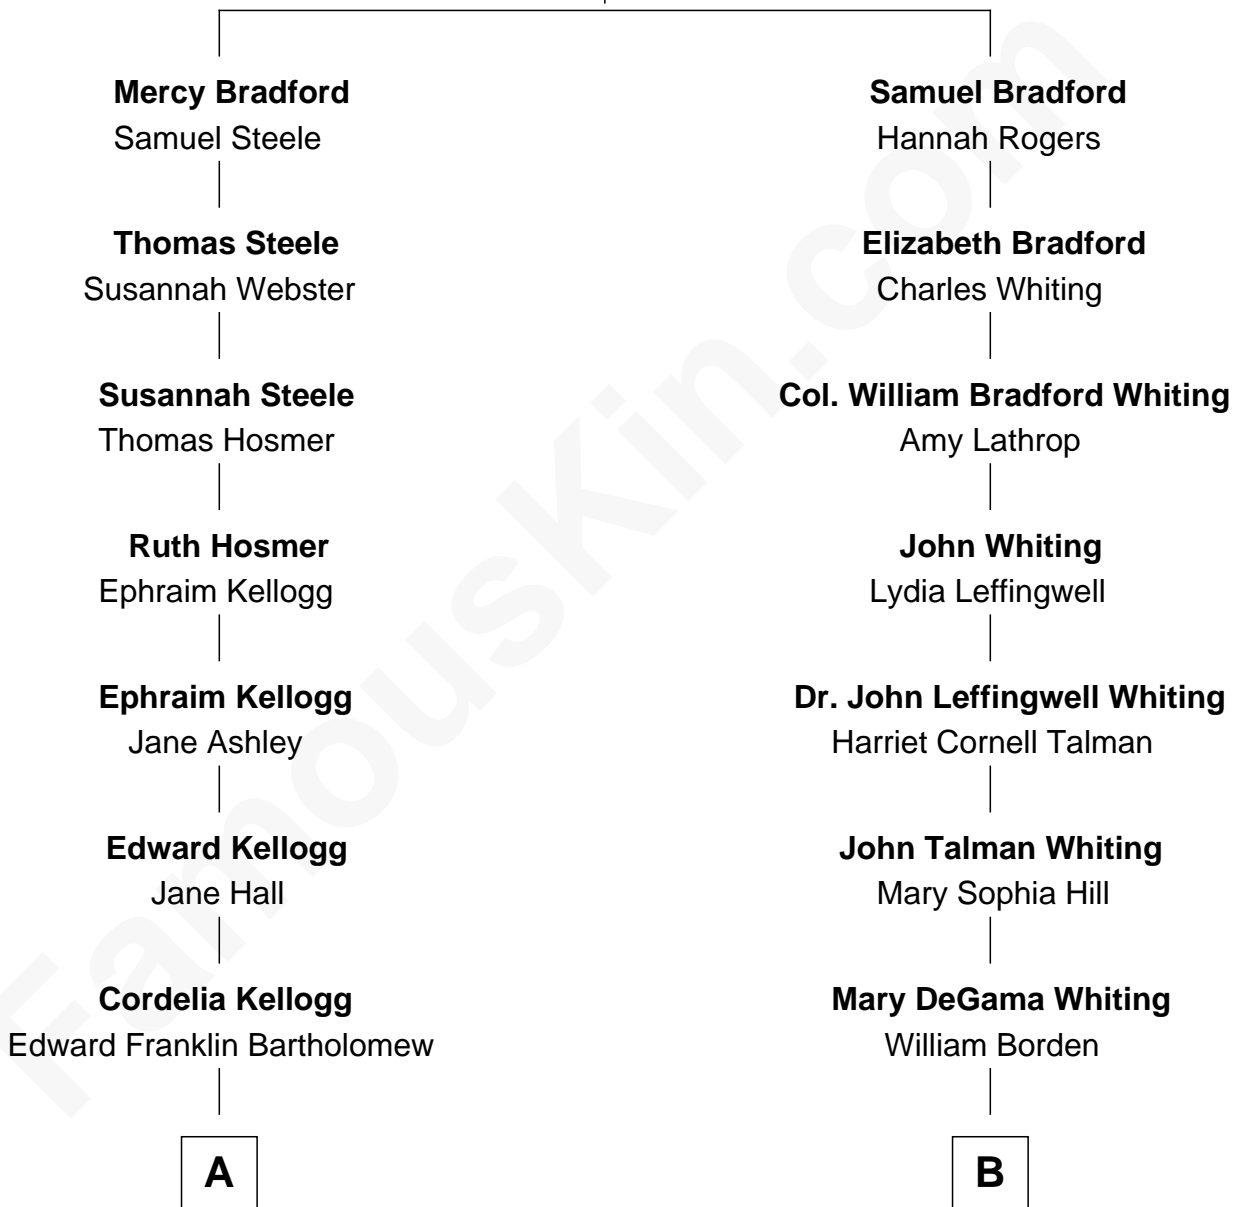 Mercy Bradford
Samuel Steele
Samuel Bradford
Hannah Rogers
Thomas Steele
Susannah Webster
Elizabeth Bradford
Charles Whiting
Susannah Steele
Thomas Hosmer
Col. William Bradford Whiting
Amy Lathrop
Ruth Hosmer
Ephraim Kellogg
John Whiting
Lydia Leffingwell
Ephraim Kellogg
Jane Ashley
Dr. John Leffingwell Whiting
Harriet Cornell Talman
Edward Kellogg
Jane Hall
John Talman Whiting
Mary Sophia Hill
Cordelia Kellogg
Edward Franklin Bartholomew
Mary DeGama Whiting
William Borden
A
B
FamousKin.com